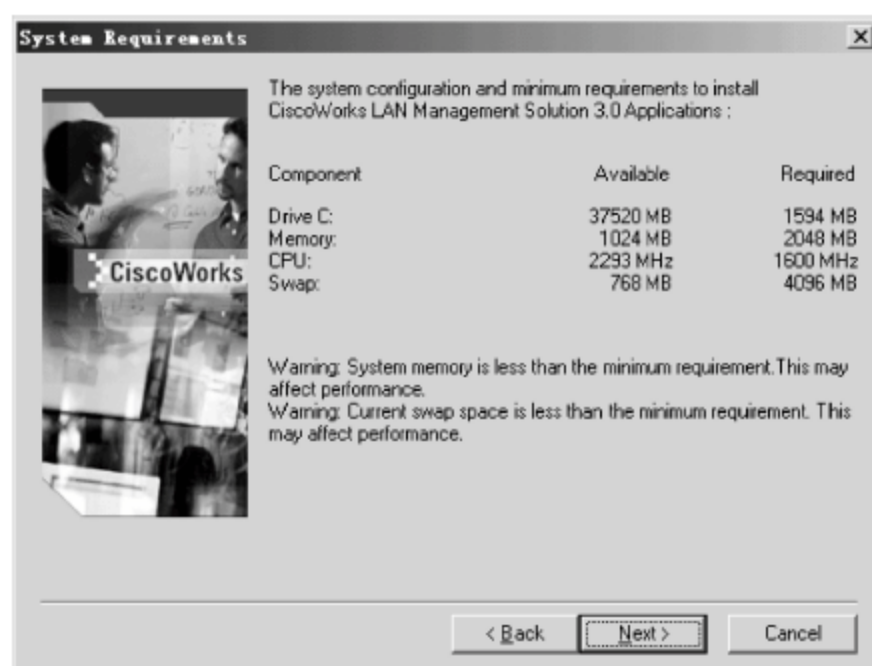 System Requirements
The system configuration and minimum requirements to install
CiscoWorks LAN Management Solution 3.0 Applications :
Component Available Required
Drive C: 37520 MB 1594 MB
Memory: 1024 MB 2048 MB
CPU: 2293 MHz 1600 MHz
Swap: 768 MB 4096 MB
CiscoWorks
Warning: System memory is less than the minimum requirement.This may
affect performance.
Warning: Current swap space is less than the minimum requirement. This
may affect performance.
< Back Next > Cancel